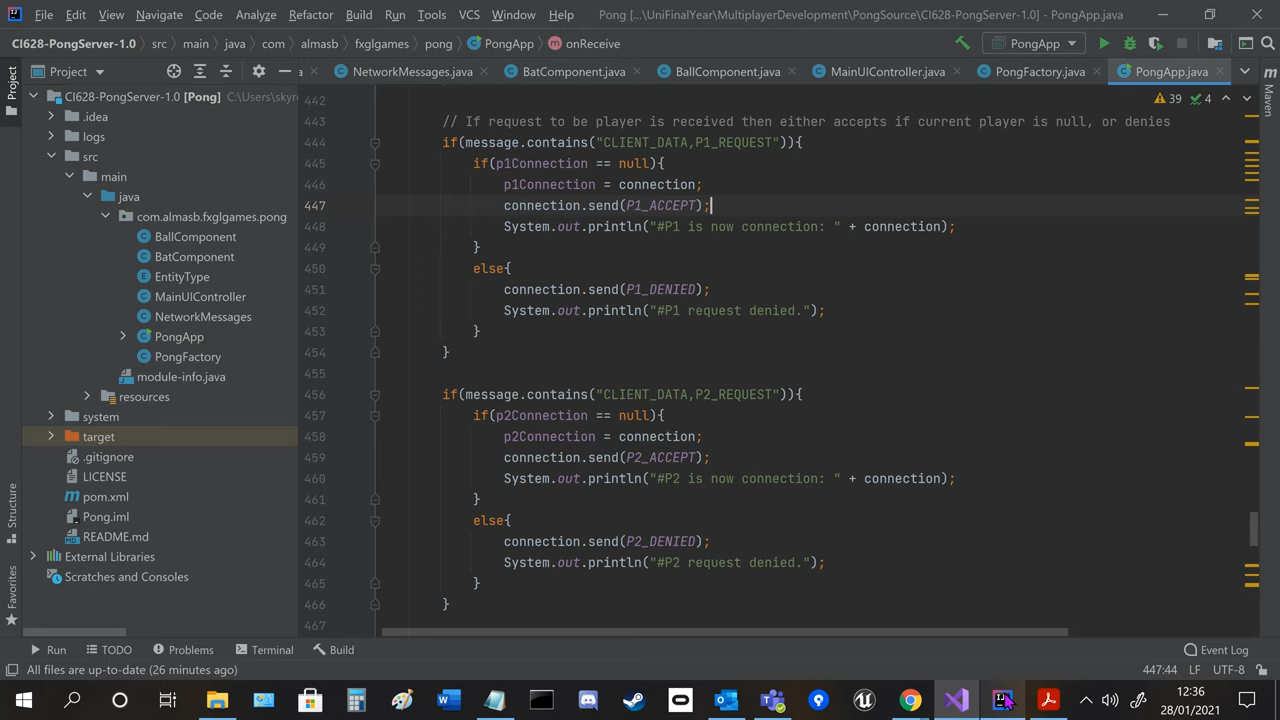 File Edit View Navigate Code Analyze Refactor Build Run Tools VCS Window Help Pong [...\UniFinalYear\MultiplayerDevelopment\PongSource\CI628-PongServer-1.0] - PongApp.java
CI628-PongServer-1.0 src main java com almasb fxglgames pong PongApp onReceive PongApp
Project a NetworkMessages.java BatComponent.java BallComponent.java MainUIController.java PongFactory.java PongApp.java
Project
Structure
Favorites
Maven
CI628-PongServer-1.0 [Pong] C:\Users\skyr
.idea
logs
src
main
java
com.almasb.fxglgames.pong
BallComponent
BatComponent
EntityType
MainUIController
NetworkMessages
PongApp
PongFactory
module-info.java
resources
system
target
.gitignore
LICENSE
pom.xml
Pong.iml
README.md
External Libraries
Scratches and Consoles
39 4
442
443 // If request to be player is received then either accepts if current player is null, or denies
444 if(message.contains("CLIENT_DATA,P1_REQUEST")){
445 if(p1Connection == null){
446 p1Connection = connection;
447 connection.send(P1_ACCEPT);
448 System.out.println("#P1 is now connection: " + connection);
449 }
450 else{
451 connection.send(P1_DENIED);
452 System.out.println("#P1 request denied.");
453 }
454 }
455
456 if(message.contains("CLIENT_DATA,P2_REQUEST")){
457 if(p2Connection == null){
458 p2Connection = connection;
459 connection.send(P2_ACCEPT);
460 System.out.println("#P2 is now connection: " + connection);
461 }
462 else{
463 connection.send(P2_DENIED);
464 System.out.println("#P2 request denied.");
465 }
466 }
467
Run TODO Problems Terminal Build Event Log
All files are up-to-date (26 minutes ago) 447:44 LF UTF-8
12:36
28/01/2021